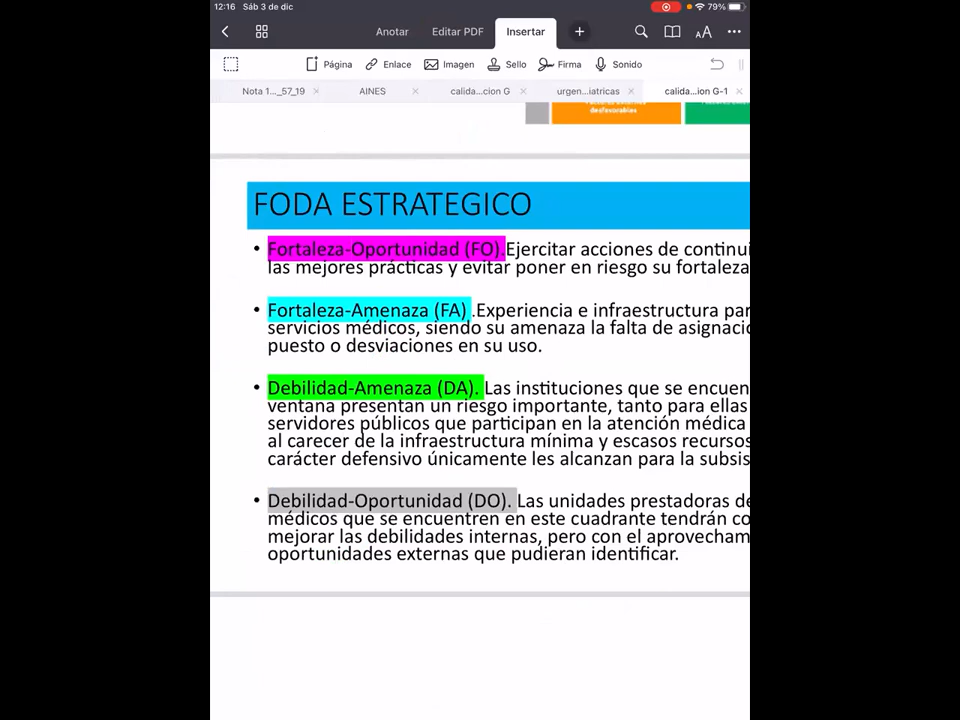 12:16 Sáb 3 de dic 79%
Anotar Editar PDF Insertar
Página Enlace Imagen Sello Firma Sonido
Nota 1..._57_19 AINES calida...cion G urgen...iatricas calida...ion G-1
desfavorables
FODA ESTRATEGICO
• Fortaleza-Oportunidad (FO).Ejercitar acciones de continui
las mejores prácticas y evitar poner en riesgo su fortaleza
• Fortaleza-Amenaza (FA) .Experiencia e infraestructura par
servicios médicos, siendo su amenaza la falta de asignació
puesto o desviaciones en su uso.
• Debilidad-Amenaza (DA). Las instituciones que se encuen
ventana presentan un riesgo importante, tanto para ellas
servidores públicos que participan en la atención médica
al carecer de la infraestructura mínima y escasos recursos
carácter defensivo únicamente les alcanzan para la subsis
• Debilidad-Oportunidad (DO). Las unidades prestadoras de
médicos que se encuentren en este cuadrante tendrán co
mejorar las debilidades internas, pero con el aprovecham
oportunidades externas que pudieran identificar.